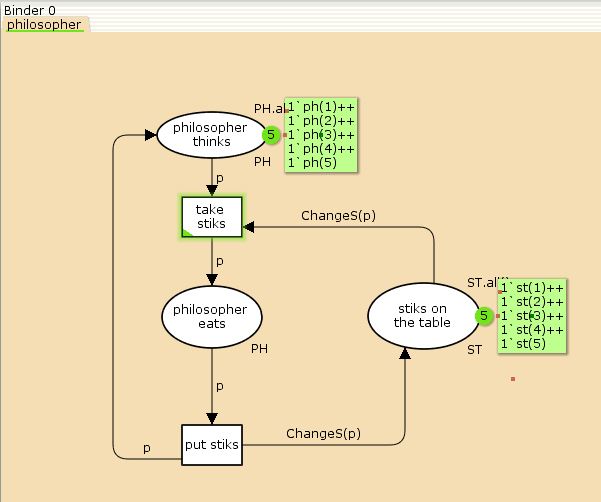 Binder 0
philosopher
PH.al
philosopher
thinks
5
1`ph(1)++
1`ph(2)++
1`ph(3)++
1`ph(4)++
1`ph(5)
PH
p
take
stiks
ChangeS(p)
p
philosopher
eats
PH
ST.all()
stiks on
the table
5
1`st(1)++
1`st(2)++
1`st(3)++
1`st(4)++
1`st(5)
ST
p
put stiks
ChangeS(p)
p